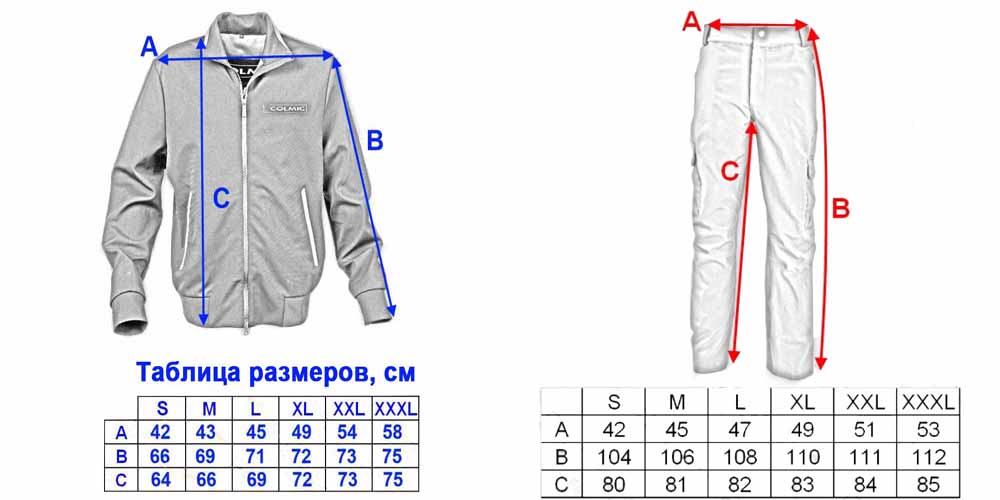 A
COLMIC
B
C
Таблица размеров, см
S M L XL XXL XXXL
A 42 43 45 49 54 58
B 66 69 71 72 73 75
C 64 66 69 72 73 75
A
C
B
S M L XL XXL XXXL
A 42 45 47 49 51 53
B 104 106 108 110 111 112
C 80 81 82 83 84 85